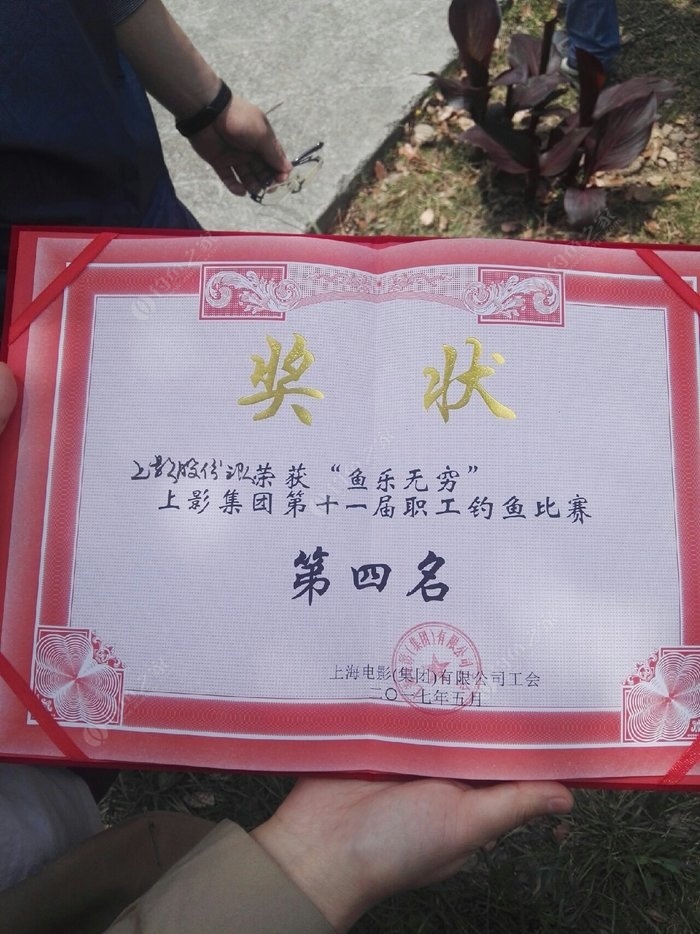 奖 状
上影股份队荣获“鱼乐无穷”
上影集团第十一届职工钓鱼比赛
第四名
上海电影(集团)有限公司工会
二〇一七年五月